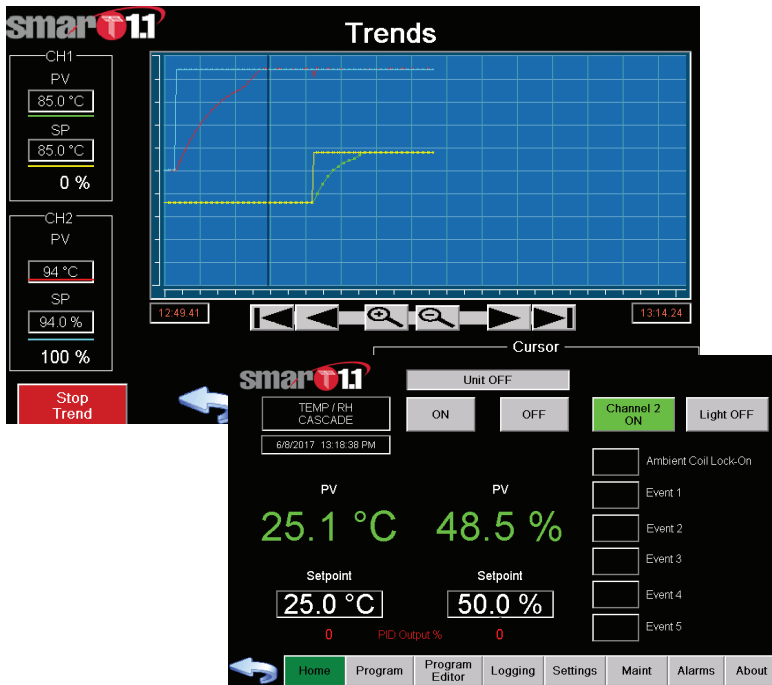 smart 1.1
Trends
CH1
PV
85.0 °C
SP
85.0 °C
0 %
CH2
PV
94 °C
SP
94.0 %
100 %
Stop
Trend
12:49.41
13:14.24
Cursor
smart 1.1
Unit OFF
TEMP / RH
CASCADE
ON
OFF
Channel 2
ON
Light OFF
6/8/2017 13:18:38 PM
Ambient Coil Lock-On
Event 1
Event 2
Event 3
Event 4
Event 5
PV
PV
25.1 °C
48.5 %
Setpoint
Setpoint
25.0 °C
50.0 %
0
PID Output %
0
Home
Program
Program
Editor
Logging
Settings
Maint
Alarms
About